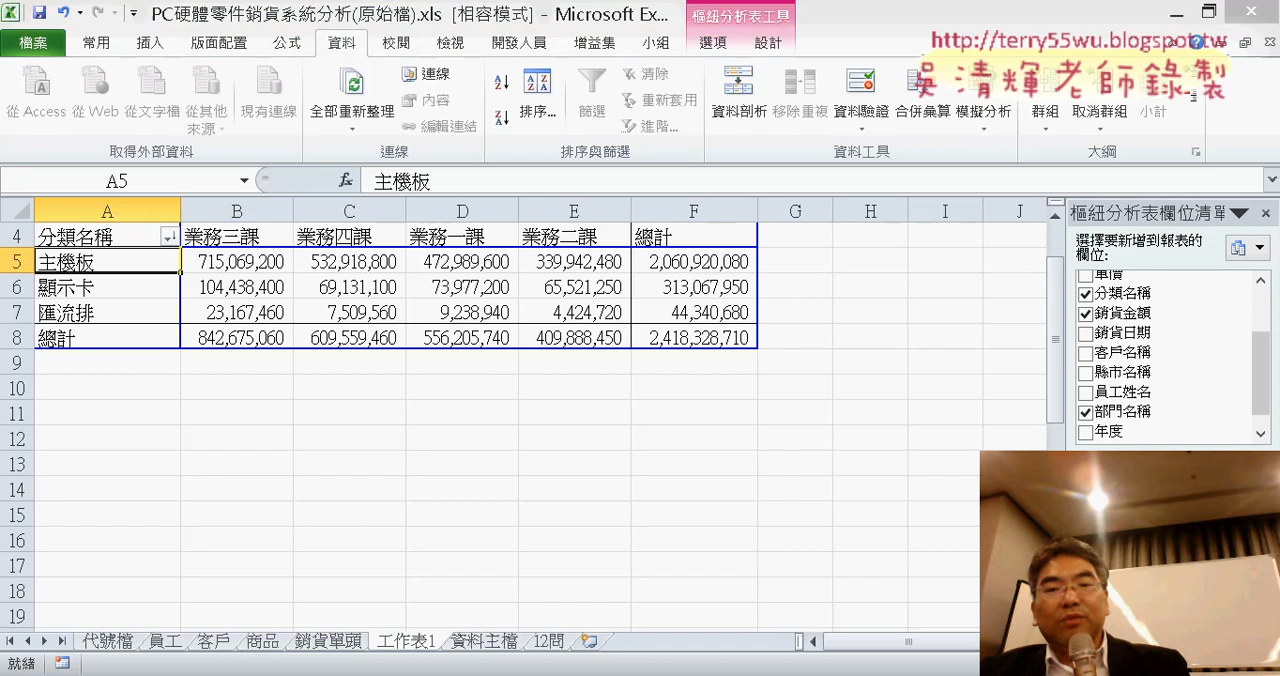 PC硬體零件銷貨系統分析(原始檔).xls [相容模式] - Microsoft Ex...
樞紐分析表工具
檔案 常用 插入 版面配置 公式 資料 校閱 檢視 人員 增益集 小組 選項 設計
http://terry55wu.blogspot.tw
吳清輝老師錄製
從 Access 從 Web 從文字檔 從其他來源 現有連線
全部重新整理 連線 內容 編輯連結
排序... 篩選 清除 重新套用 進階...
資料剖析 移除重複 資料驗證 合併彙算 模擬分析
群組 取消群組 小計
取得外部資料 連線 排序與篩選 資料工具 大綱
A5 fx 主機板
A B C D E F G H I J
4 分類名稱 業務三課 業務四課 業務一課 業務二課 總計
5 主機板 715,069,200 532,918,800 472,989,600 339,942,480 2,060,920,080
6 顯示卡 104,438,400 69,131,100 73,977,200 65,521,250 313,067,950
7 匯流排 23,167,460 7,509,560 9,238,940 4,424,720 44,340,680
8 總計 842,675,060 609,559,460 556,205,740 409,888,450 2,418,328,710
9
10
11
12
13
14
15
16
17
18
19
樞紐分析表欄位清單
選擇要新增到報表的欄位:
單價
分類名稱
銷貨金額
銷貨日期
客戶名稱
縣市名稱
員工姓名
部門名稱
年度
代號檔 員工 客戶 商品 銷貨單頭 工作表1 資料主檔 12問
就緒